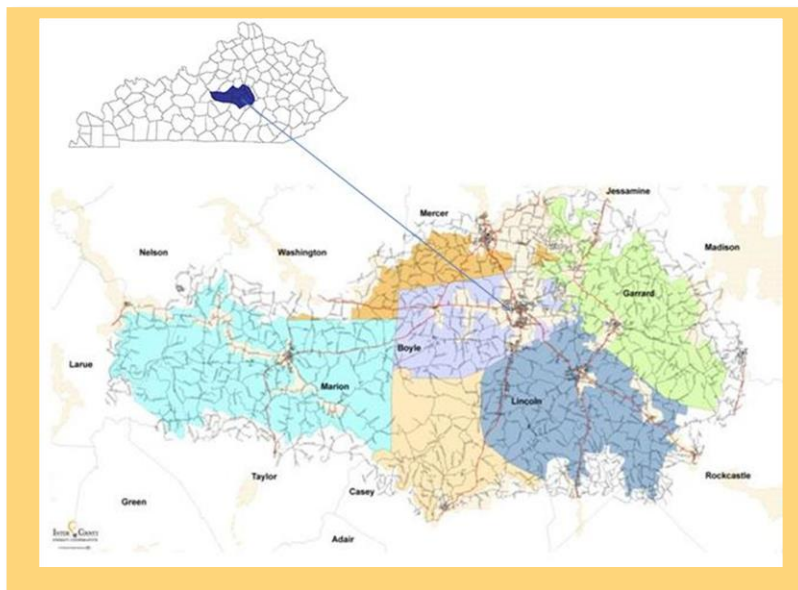 Jessamine
Mercer
Madison
Nelson
Washington
Garrard
Boyle
Larue
Marion
Lincoln
Taylor
Rockcastle
Casey
Green
Adair